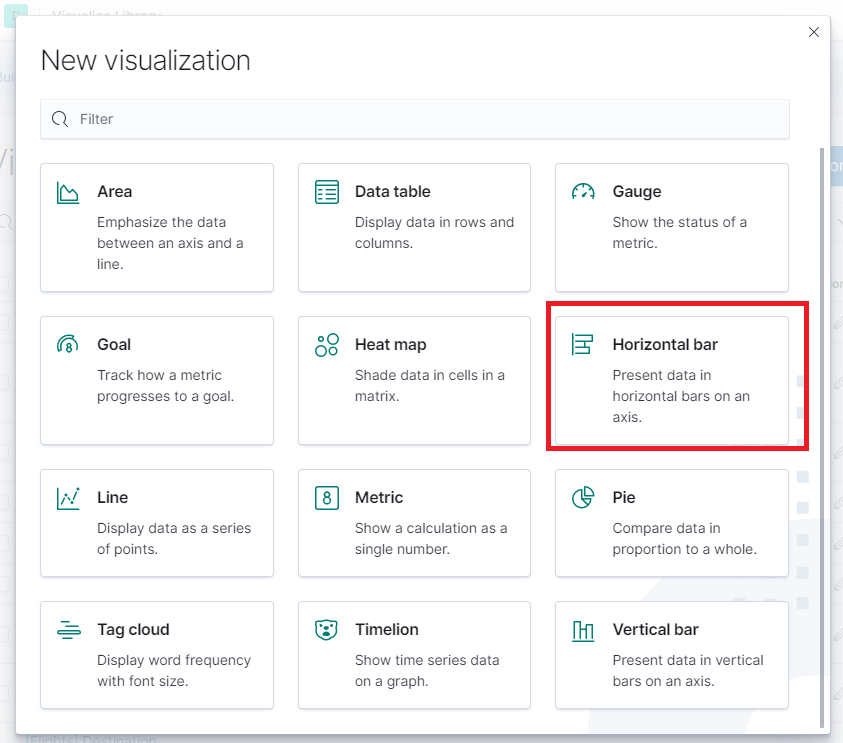 Visualize Library
New visualization
Filter
Area
Emphasize the data
between an axis and a
line.
Data table
Display data in rows and
columns.
Gauge
Show the status of a
metric.
Goal
Track how a metric
progresses to a goal.
Heat map
Shade data in cells in a
matrix.
Horizontal bar
Present data in
horizontal bars on an
axis.
Line
Display data as a series
of points.
Metric
8
Show a calculation as a
single number.
Pie
Compare data in
proportion to a whole.
Tag cloud
Display word frequency
with font size.
Timelion
Show time series data
on a graph.
Vertical bar
Present data in vertical
bars on an axis.
[Flights] Destination